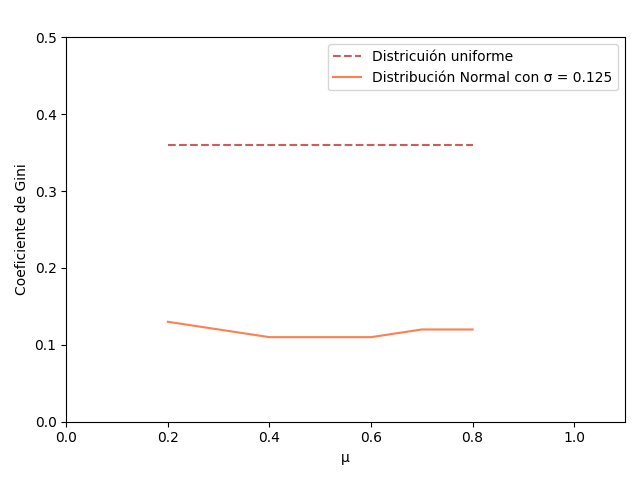 0.5
Districuión uniforme
Distribución Normal con σ = 0.125
0.4
0.3
0.2
0.1
0.0
Coeficiente de Gini
0.0 0.2 0.4 0.6 0.8 1.0
μ